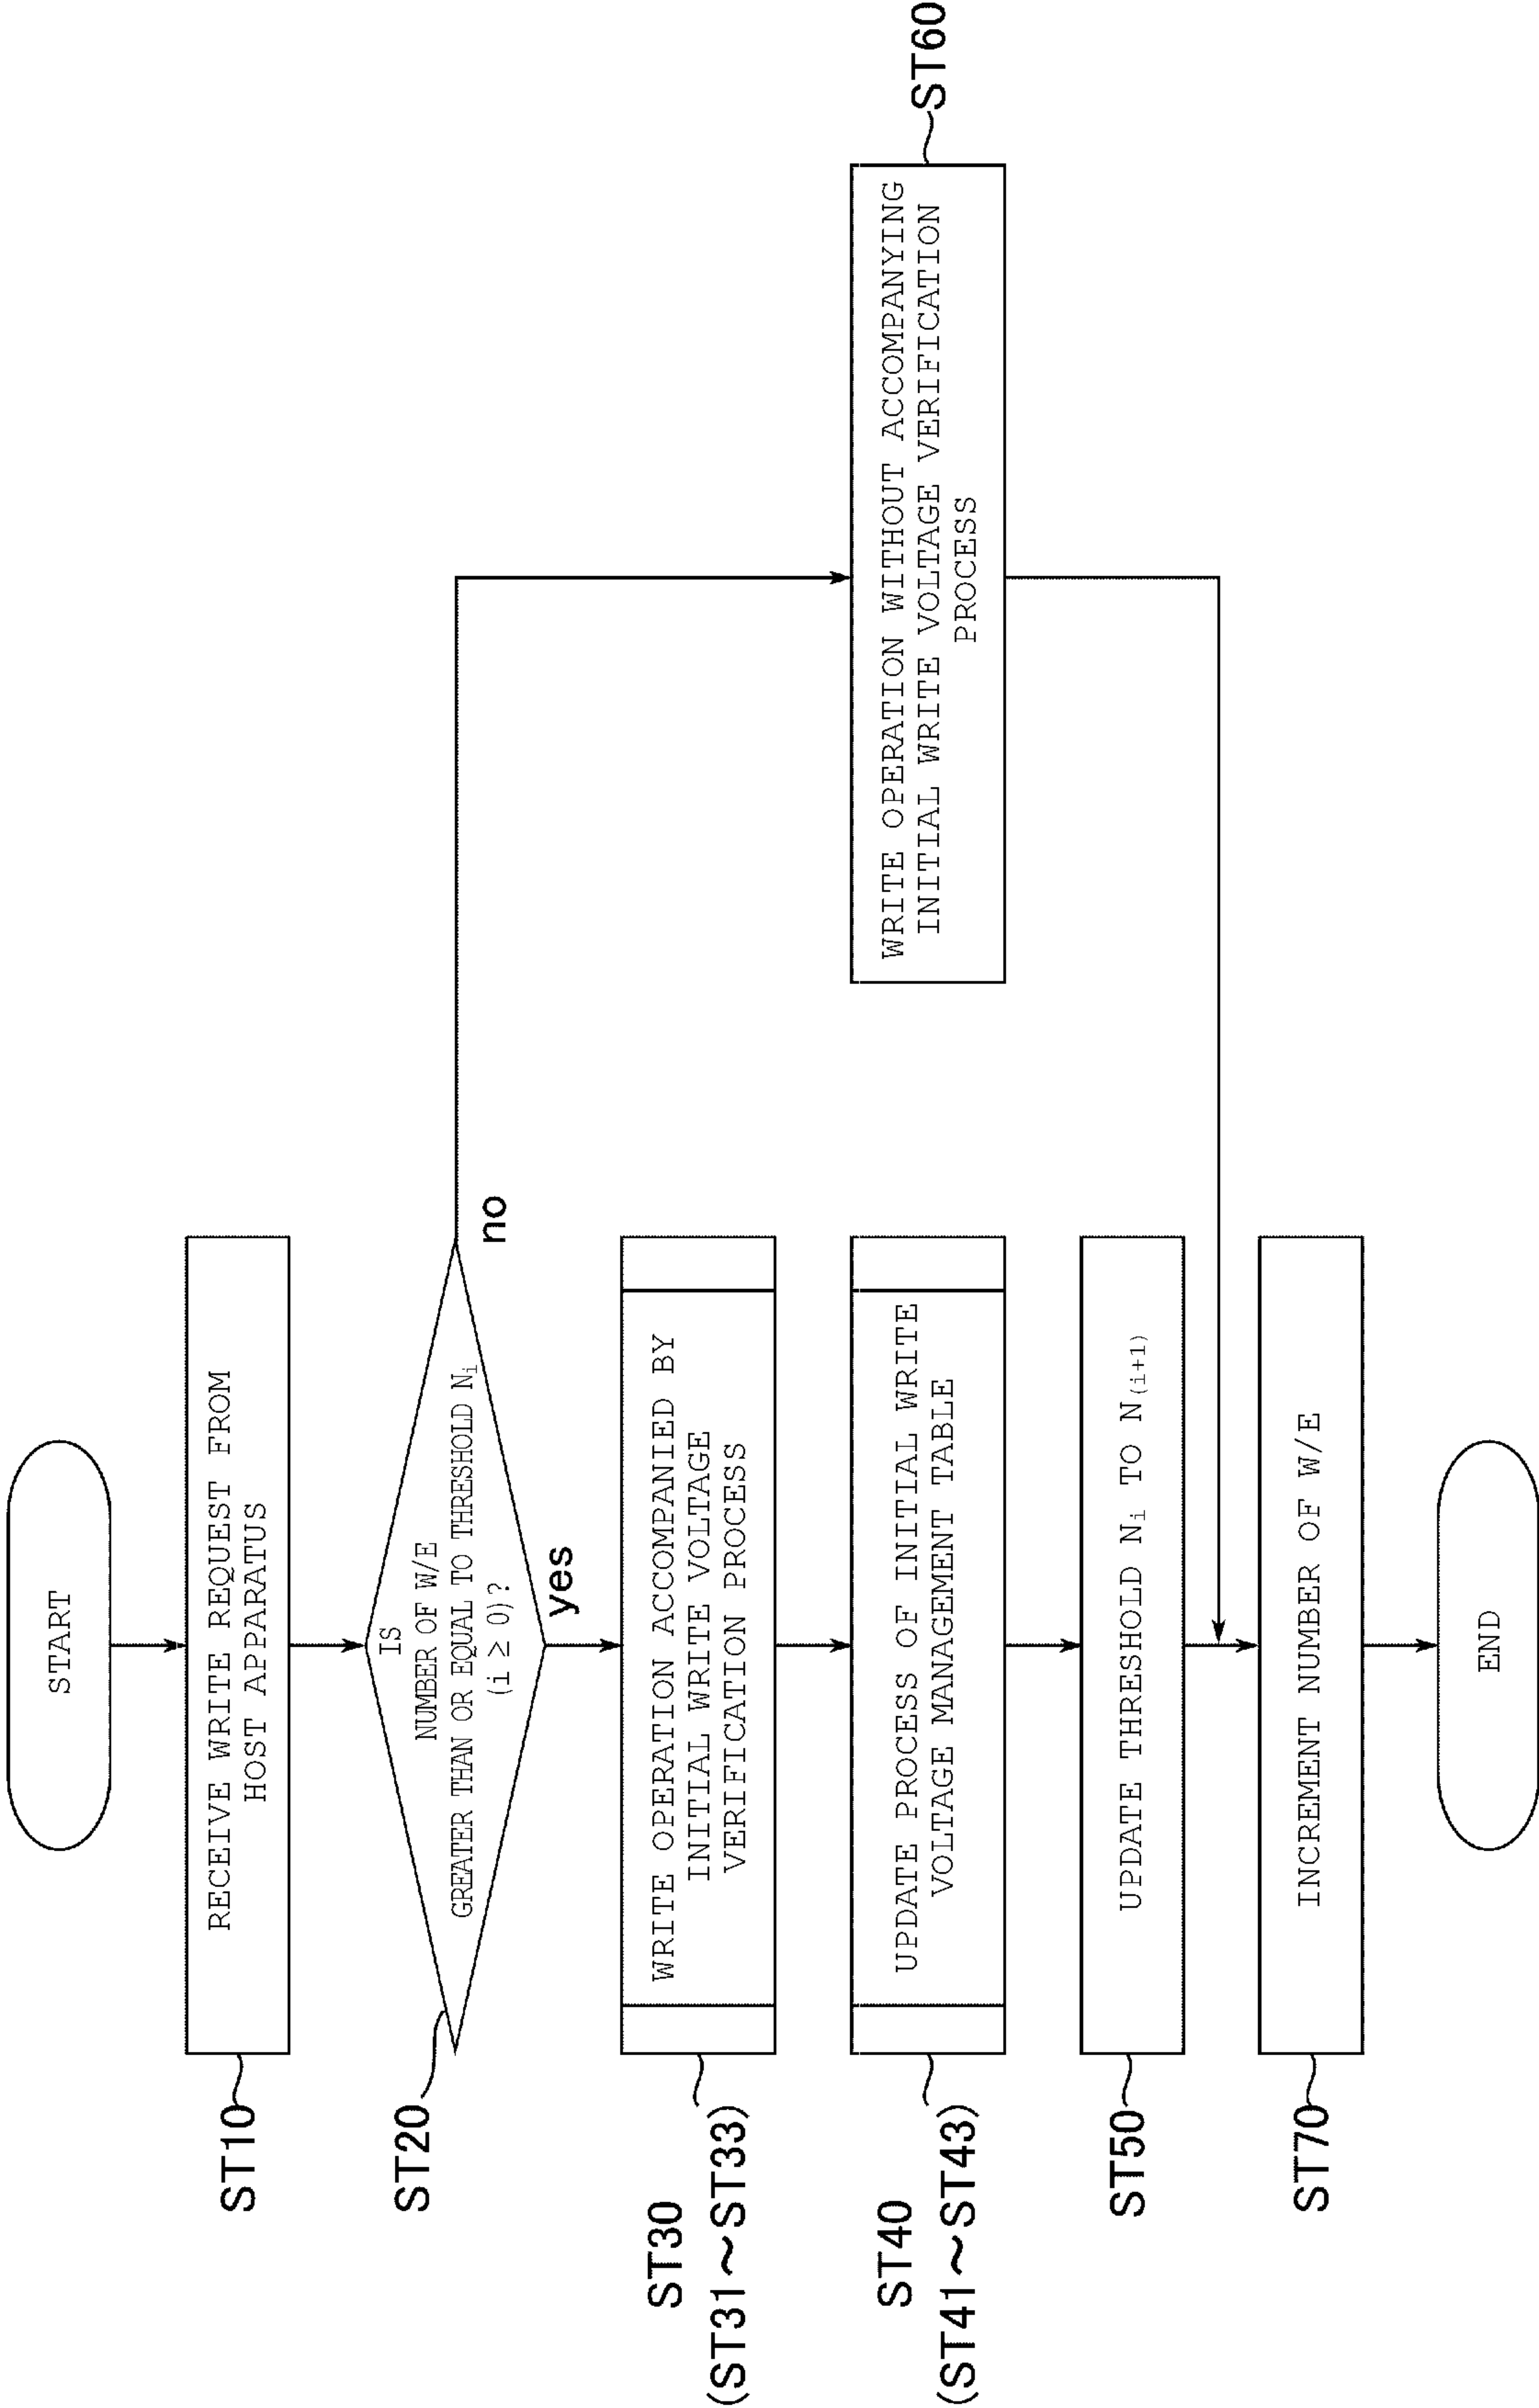 START
ST10
RECEIVE WRITE REQUEST FROM
HOST APPARATUS
ST20
IS
NUMBER OF W/E
GREATER THAN OR EQUAL TO THRESHOLD Nᵢ
(i ≥ 0)?
no
yes
ST30
(ST31～ST33)
WRITE OPERATION ACCOMPANIED BY
INITIAL WRITE VOLTAGE
VERIFICATION PROCESS
ST40
(ST41～ST43)
UPDATE PROCESS OF INITIAL WRITE
VOLTAGE MANAGEMENT TABLE
WRITE OPERATION WITHOUT ACCOMPANYING
INITIAL WRITE VOLTAGE VERIFICATION
PROCESS
ST60
ST50
UPDATE THRESHOLD Nᵢ TO N₍ᵢ₊₁₎
ST70
INCREMENT NUMBER OF W/E
END